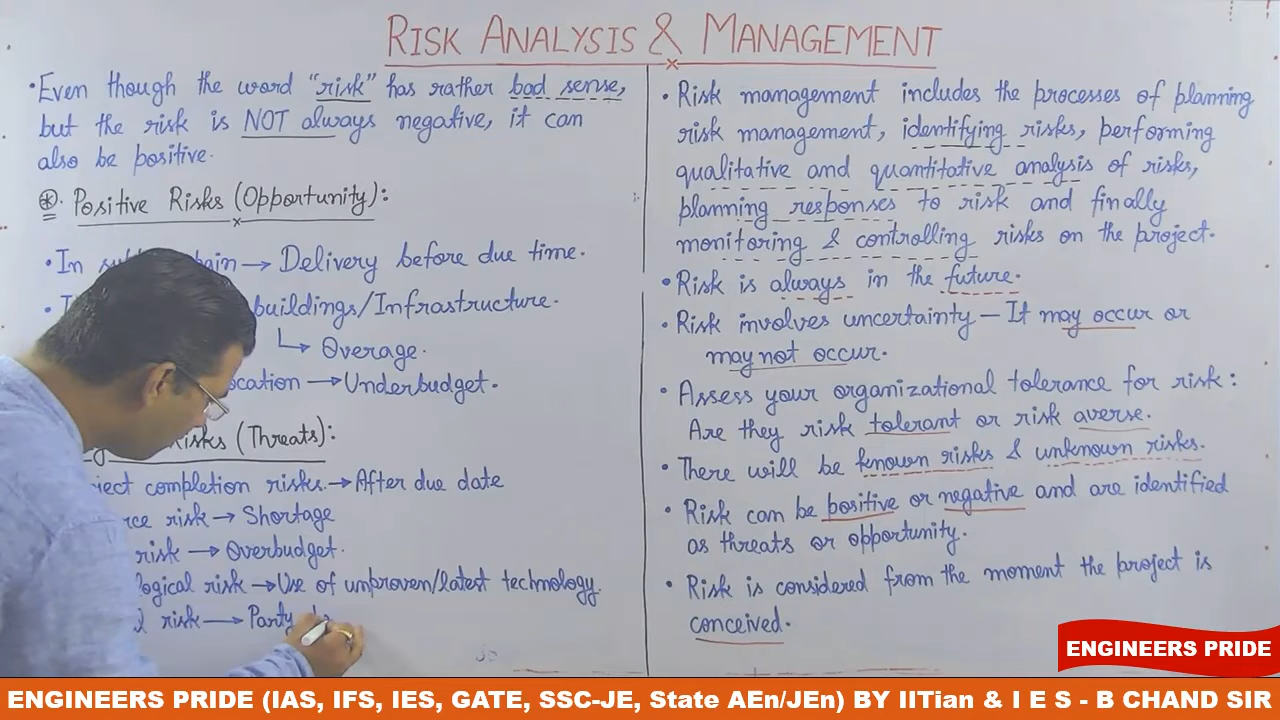 RISK ANALYSIS & MANAGEMENT
• Even though the word "risk" has rather bad sense,
but the risk is NOT always negative, it can
also be positive.
⊛. Positive Risks (Opportunity):
• In chain → Delivery before due time.
• buildings/Infrastructure.
↳ Overage.
→ Underbudget.
Risks (Threats):
completion risks. → After due date
risk → Shortage
risk → Overbudget.
risk → Use of unproven/latest technology.
risk → Party
• Risk management includes the processes of planning
risk management, identifying risks, performing
qualitative and quantitative analysis of risks,
planning responses to risk and finally
monitoring & controlling risks on the project.
• Risk is always in the future.
• Risk involves uncertainty – It may occur or
may not occur.
• Assess your organizational tolerance for risk:
Are they risk tolerant or risk averse.
• There will be known risks & unknown risks.
• Risk can be positive or negative and are identified
as threats or opportunity.
• Risk is considered from the moment the project is
conceived.
ENGINEERS PRIDE
ENGINEERS PRIDE (IAS, IFS, IES, GATE, SSC-JE, State AEn/JEn) BY IITian & I E S - B CHAND SIR